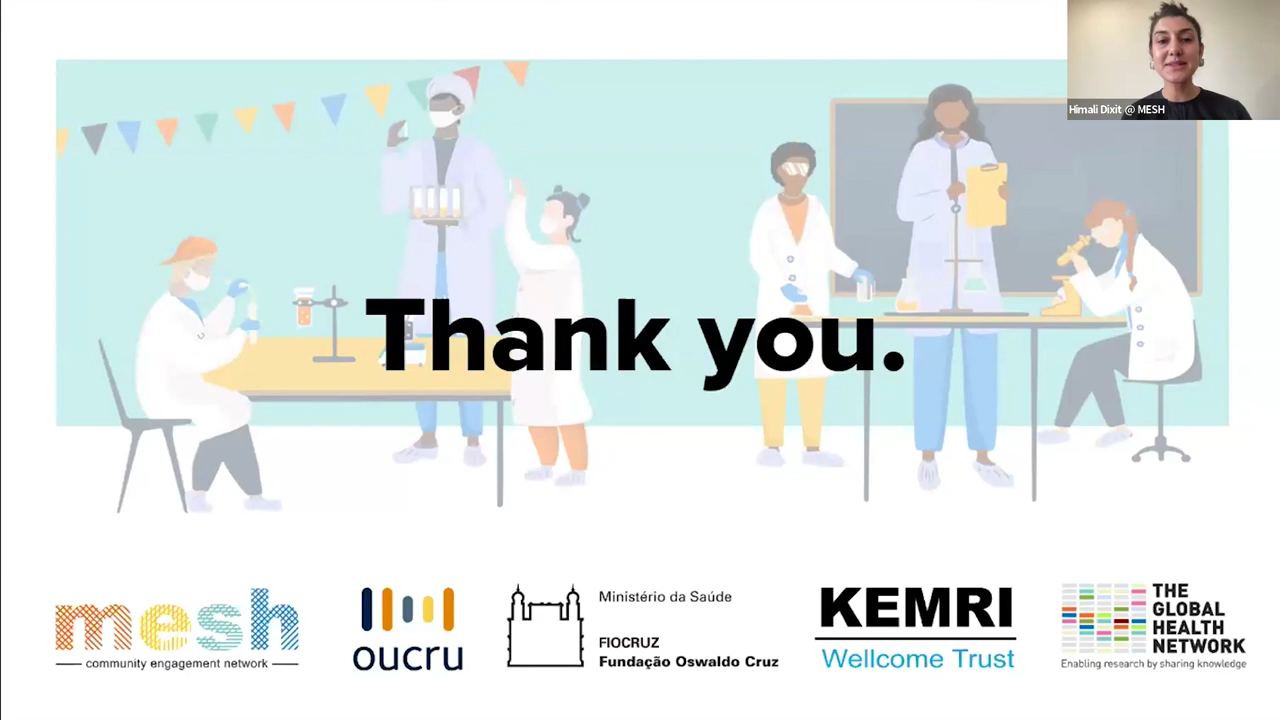 Himali Dixit @ MESH
Thank you.
mesh
community engagement network
oucru
Ministério da Saúde
FIOCRUZ
Fundação Oswaldo Cruz
KEMRI
Wellcome Trust
THE
GLOBAL
HEALTH
NETWORK
Enabling research by sharing knowledge